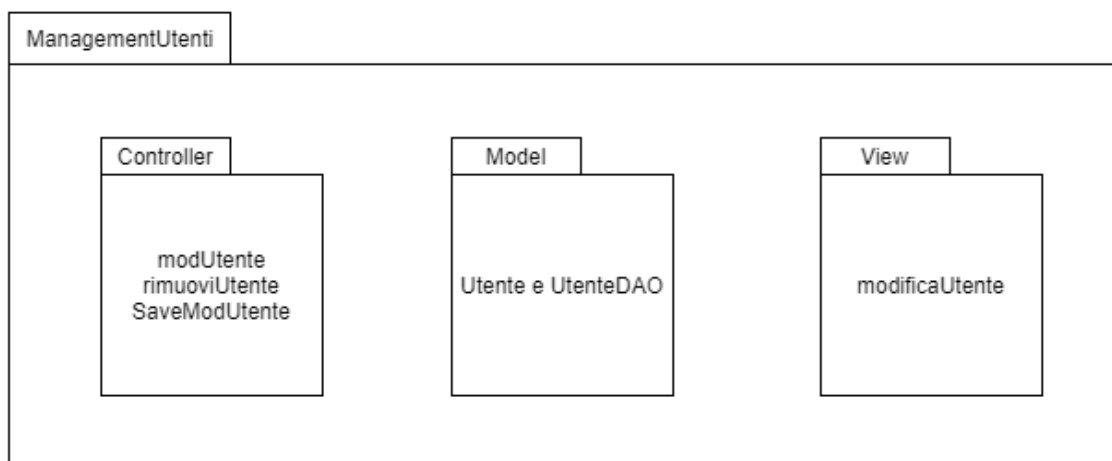 ManagementUtenti
Controller
modUtente
rimuoviUtente
SaveModUtente
Model
Utente e UtenteDAO
View
modificaUtente